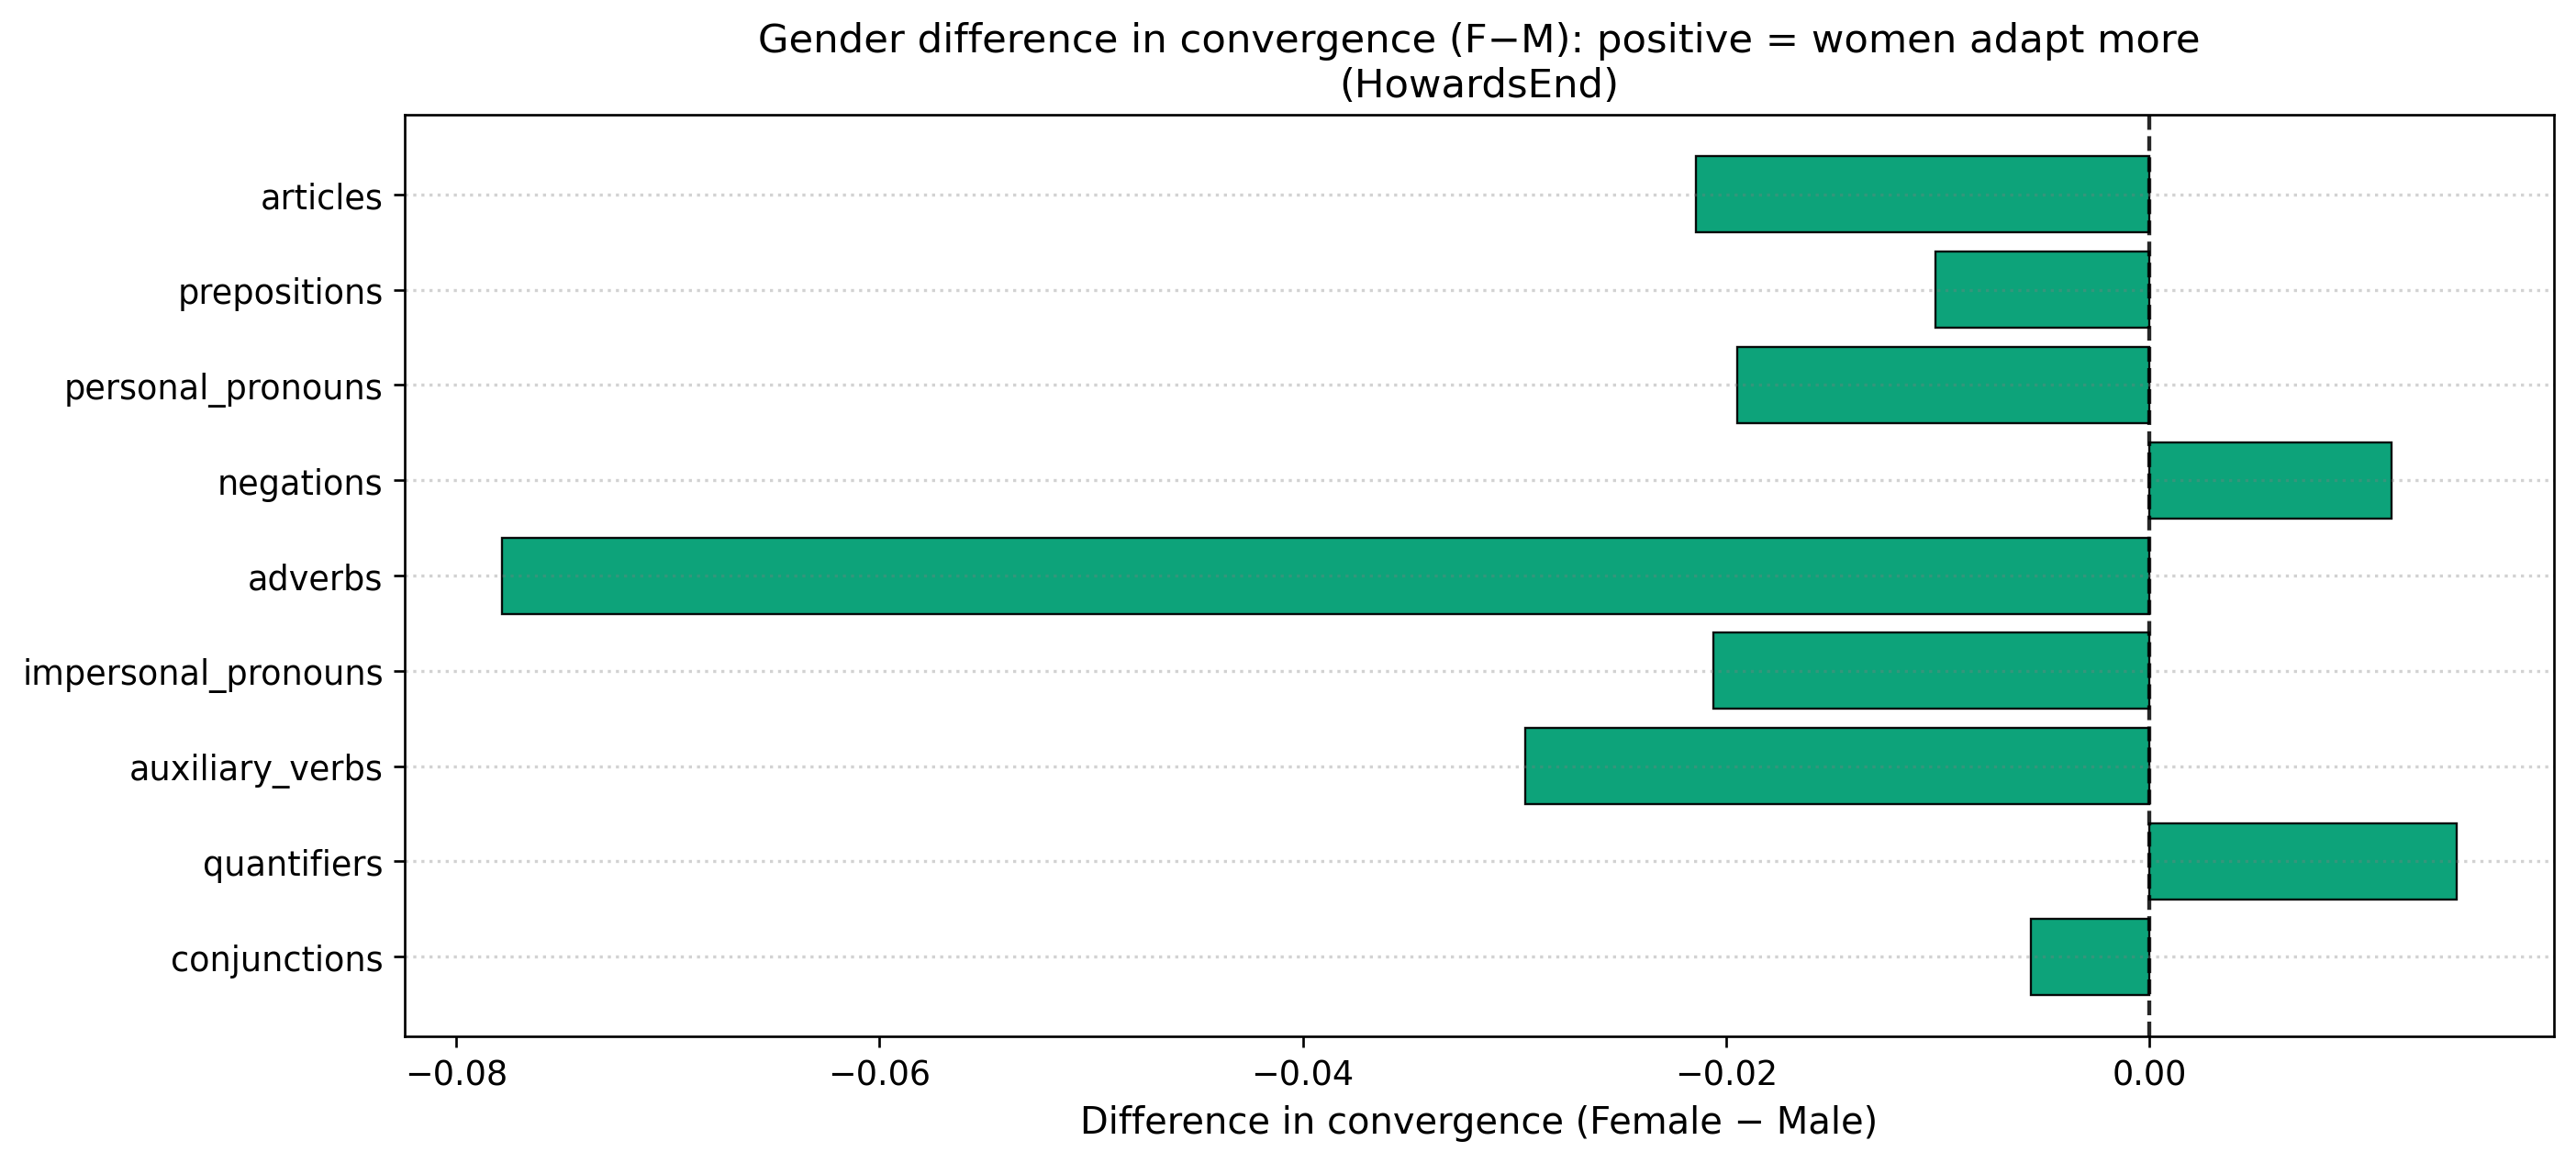 Gender difference in convergence (F−M): positive = women adapt more
(HowardsEnd)
articles
prepositions
personal_pronouns
negations
adverbs
impersonal_pronouns
auxiliary_verbs
quantifiers
conjunctions
−0.08 −0.06 −0.04 −0.02 0.00
Difference in convergence (Female − Male)